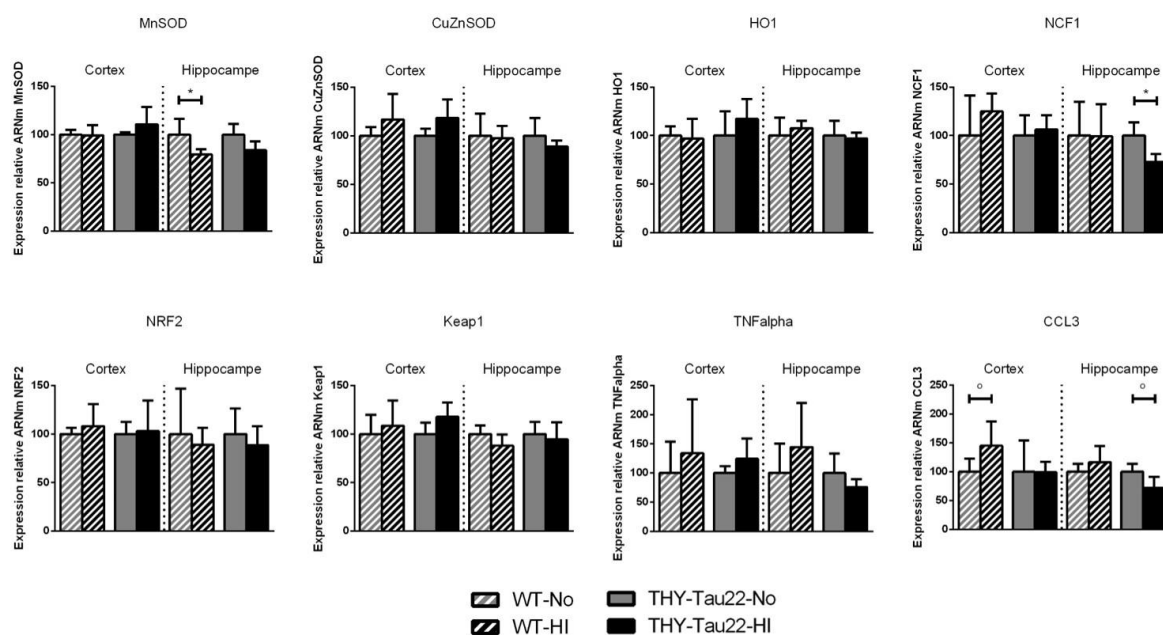 MnSOD
Cortex Hippocampe
Expression relative ARNm MnSOD
150
100
50
0
*
CuZnSOD
Cortex Hippocampe
Expression relative ARNm CuZnSOD
150
100
50
0
HO1
Cortex Hippocampe
Expression relative ARNm HO1
150
100
50
0
NCF1
Cortex Hippocampe
Expression relative ARNm NCF1
150
100
50
0
*
NRF2
Cortex Hippocampe
Expression relative ARNm NRF2
150
100
50
0
Keap1
Cortex Hippocampe
Expression relative ARNm Keap1
150
100
50
0
TNFalpha
Cortex Hippocampe
Expression relative ARNm TNFalpha
250
200
150
100
50
0
CCL3
Cortex Hippocampe
Expression relative ARNm CCL3
250
200
150
100
50
0
° °
WT-No THY-Tau22-No
WT-HI THY-Tau22-HI